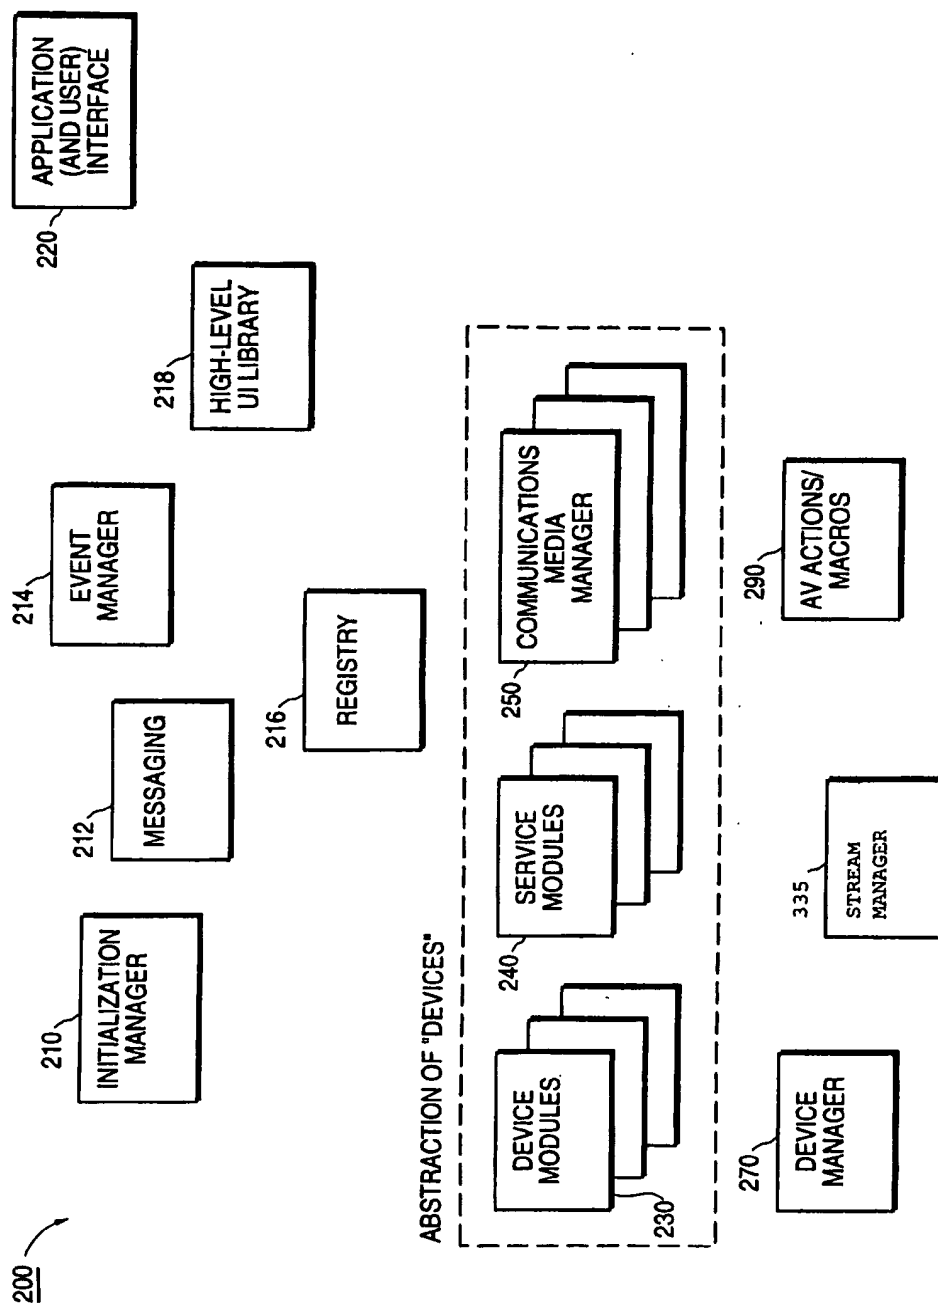 200
210
INITIALIZATION
MANAGER
212
MESSAGING
214
EVENT
MANAGER
216
REGISTRY
218
HIGH-LEVEL
UI LIBRARY
220
APPLICATION
(AND USER)
INTERFACE
ABSTRACTION OF "DEVICES"
DEVICE
MODULES
230
240
SERVICE
MODULES
250
COMMUNICATIONS
MEDIA
MANAGER
270
DEVICE
MANAGER
335
STREAM
MANAGER
290
AV ACTIONS/
MACROS